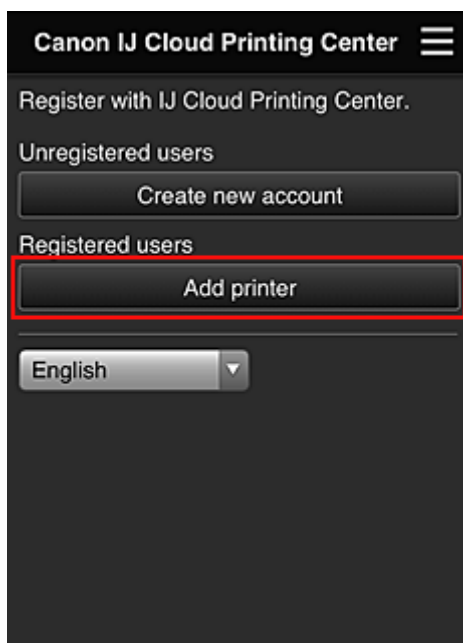 Canon IJ Cloud Printing Center
Register with IJ Cloud Printing Center.
Unregistered users
Create new account
Registered users
Add printer
English